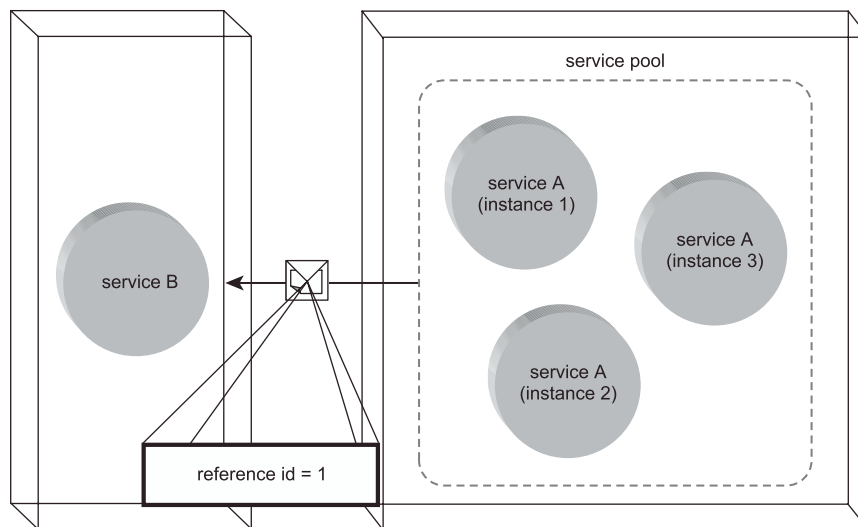 service pool
service A
(instance 1)
service A
(instance 3)
service B
service A
(instance 2)
reference id = 1